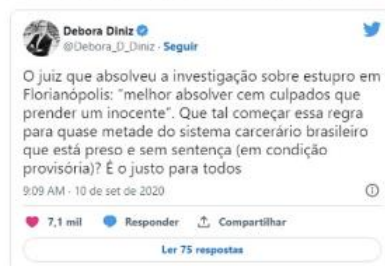 Debora Diniz
@Debora_D_Diniz · Seguir
O juiz que absolveu a investigação sobre estupro em
Florianópolis: "melhor absolver cem culpados que
prender um inocente". Que tal começar essa regra
para quase metade do sistema carcerário brasileiro
que está preso e sem sentença (em condição
provisória)? É o justo para todos
9:09 AM · 10 de set de 2020
7,1 mil Responder Compartilhar
Ler 75 respostas